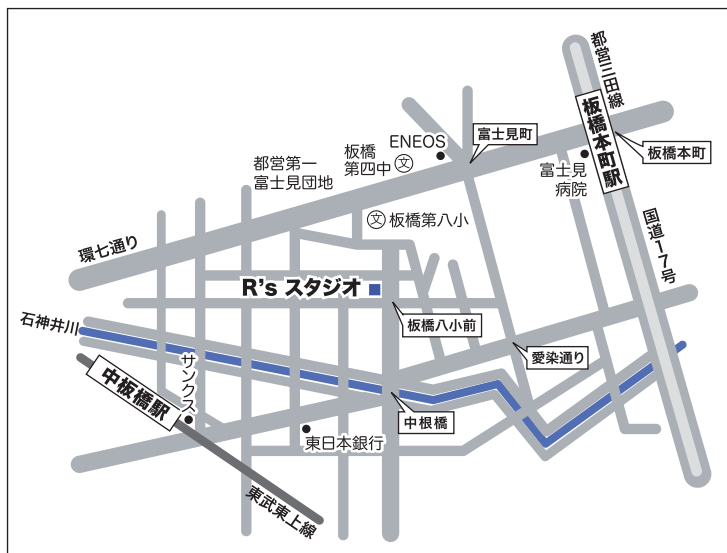 都営三田線
板橋本町駅
板橋本町
富士見町
ENEOS
板橋
第四中
文
都営第一
富士見団地
富士見
病院
文
板橋第八小
国道17号
環七通り
R's スタジオ
板橋八小前
石神井川
愛染通り
サンクス
中板橋駅
中根橋
東日本銀行
東武東上線